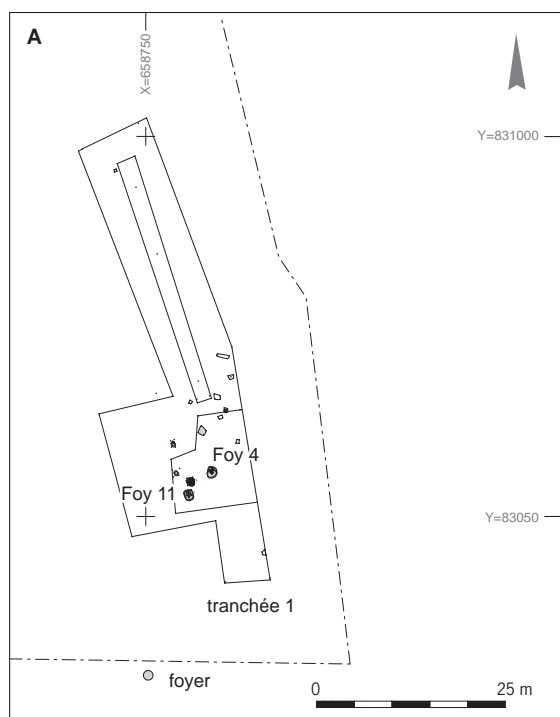 A
X=658750
Y=831000
Foy 4
Foy 11
Y=83050
tranchée 1
foyer
0
25 m